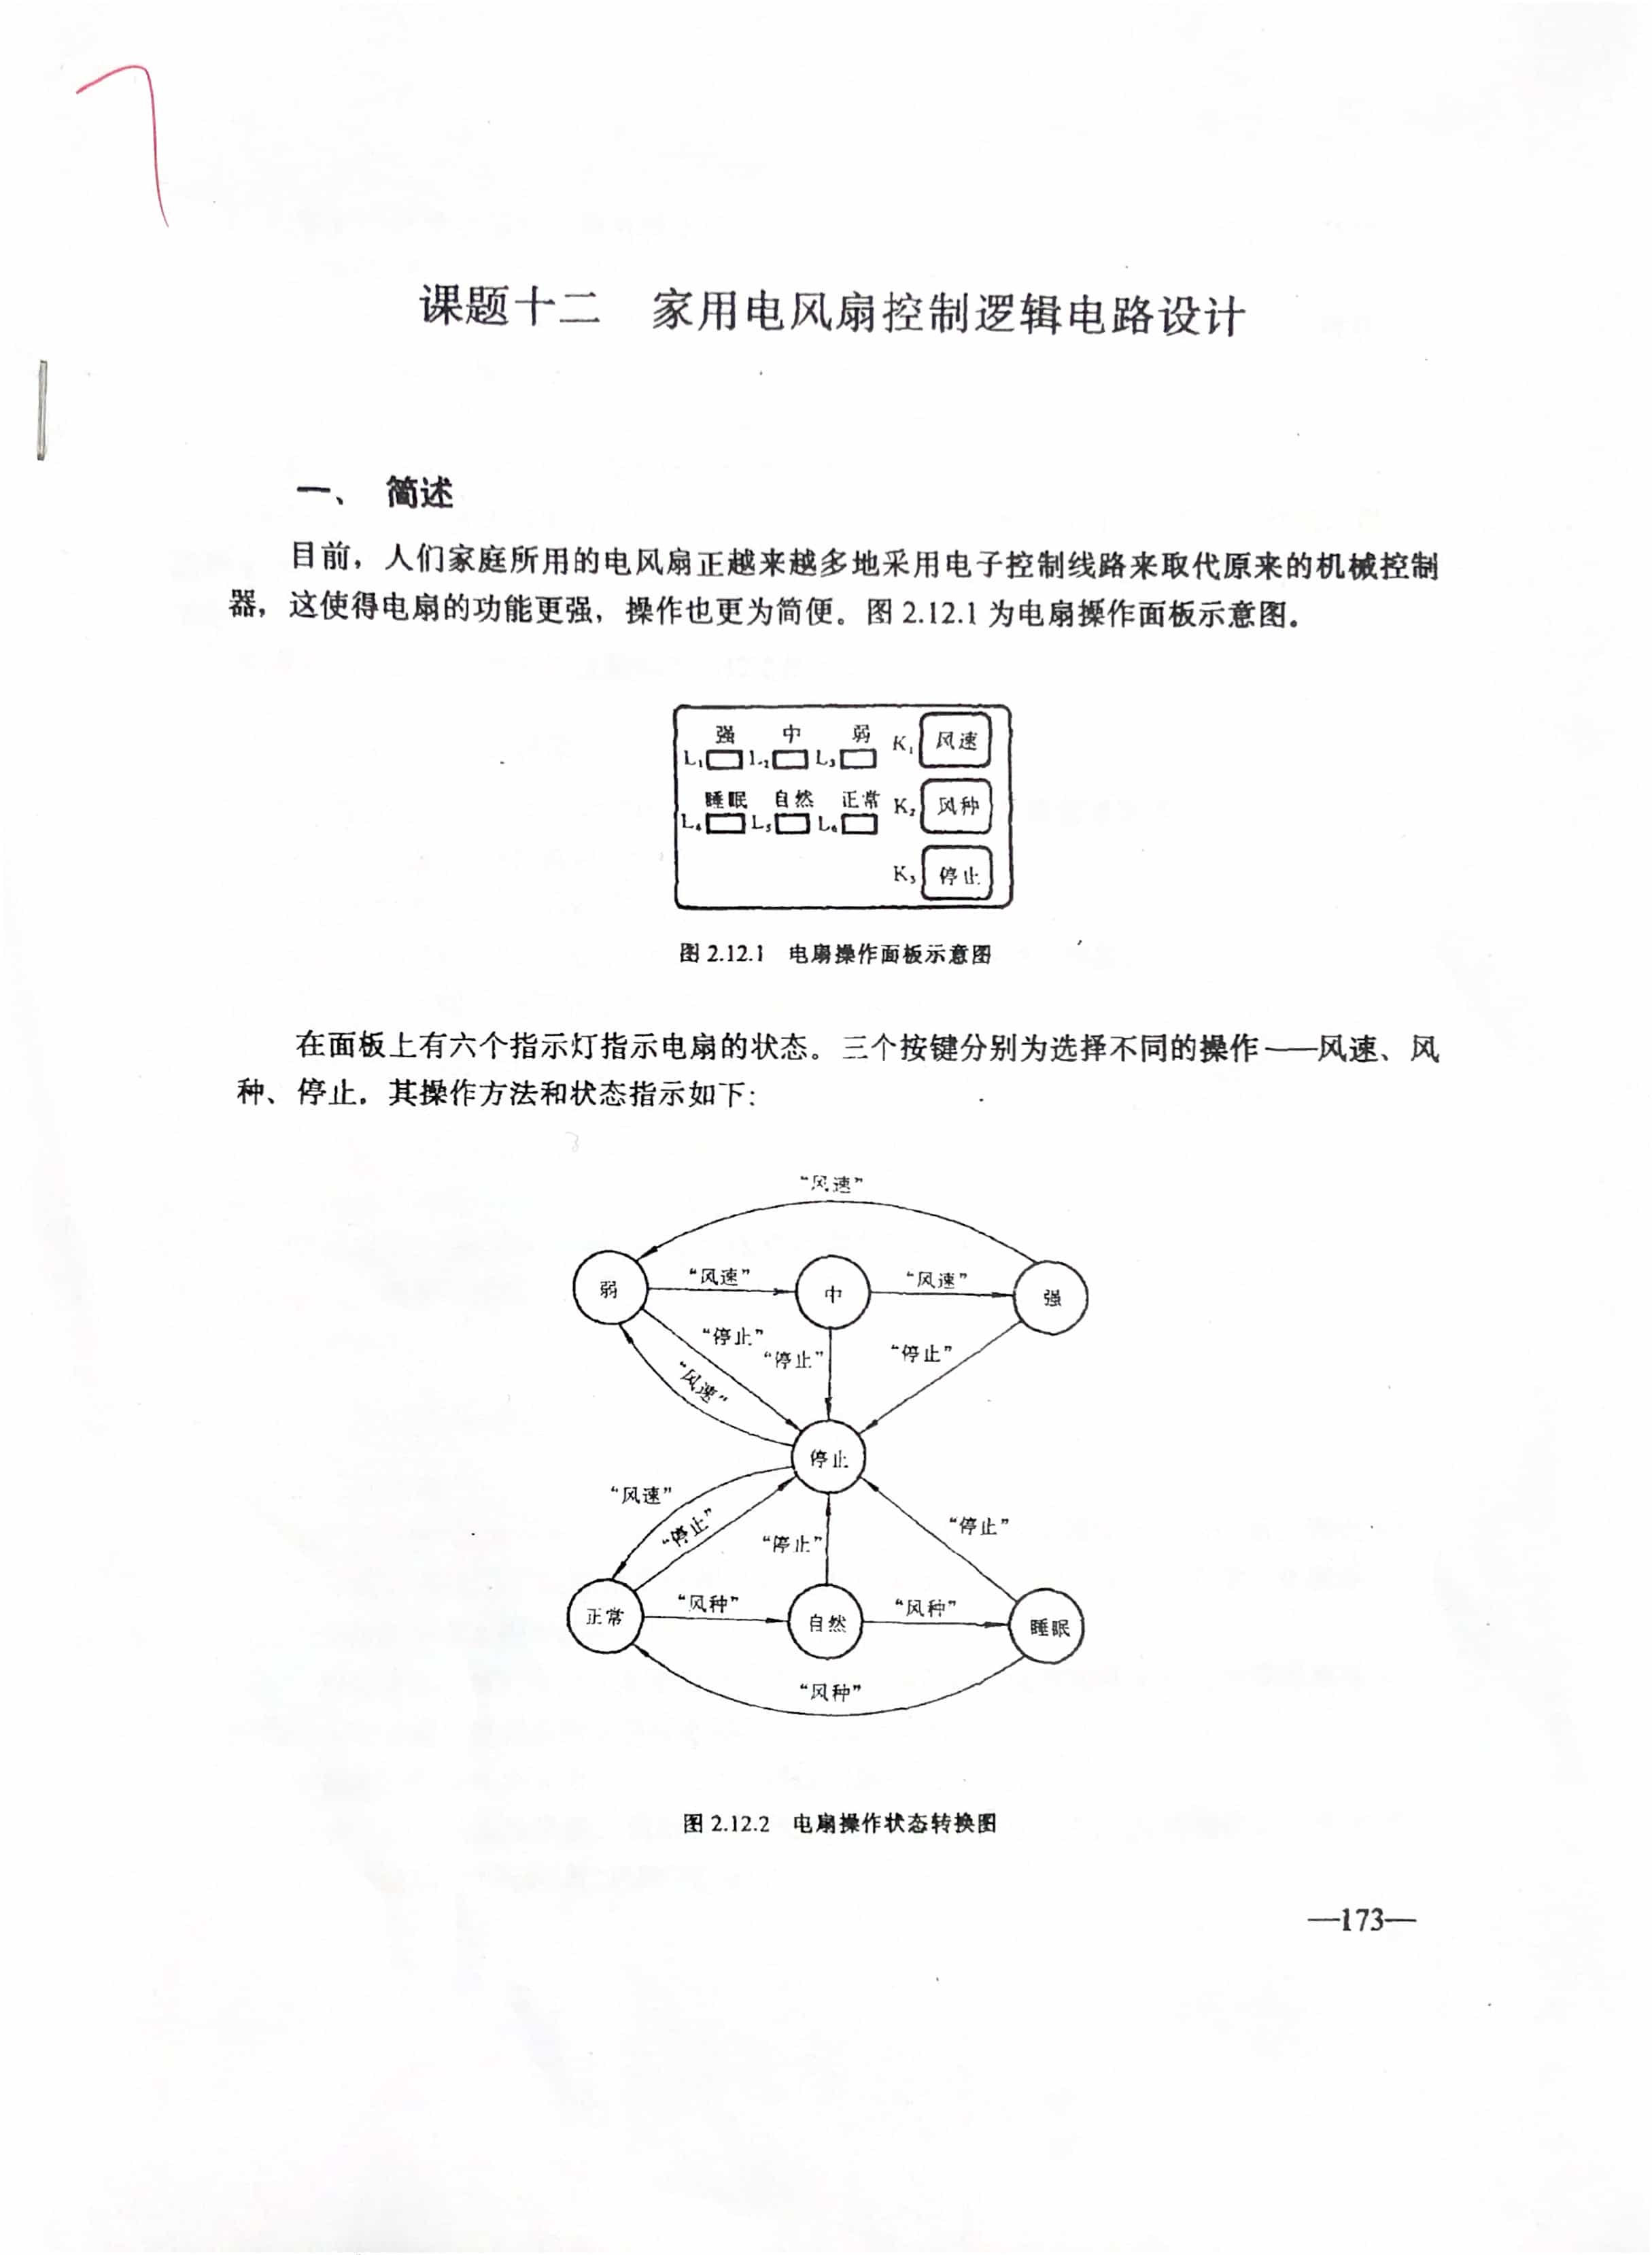 课题十二 家用电风扇控制逻辑电路设计
一、 简述
目前，人们家庭所用的电风扇正越来越多地采用电子控制线路来取代原来的机械控制
器，这使得电扇的功能更强，操作也更为简便。图 2.12.1 为电扇操作面板示意图。
强 中 弱 K₁ 风速
L₁ L₂ L₃
睡眠 自然 正常 K₂ 风种
L₄ L₅ L₆
K₃ 停止
图 2.12.1 电扇操作面板示意图
在面板上有六个指示灯指示电扇的状态。三个按键分别为选择不同的操作——风速、风
种、停止。其操作方法和状态指示如下：
“风速”
弱 “风速” 中 “风速” 强
“停止” “停止” “停止”
“风速”
停止
“风速” “停止” “停止” “停止”
正常 “风种” 自然 “风种” 睡眠
“风种”
图 2.12.2 电扇操作状态转换图
—173—